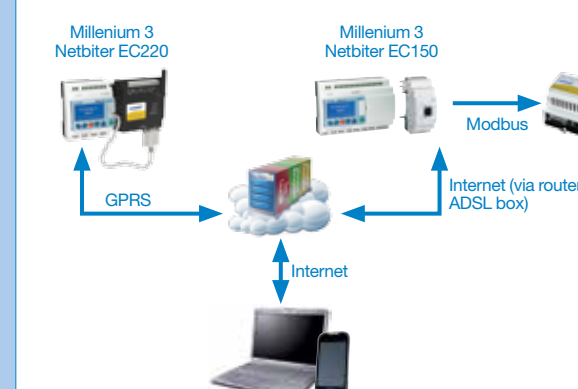 Millenium 3
Netbiter EC220
Millenium 3
Netbiter EC150
Modbus
GPRS
Internet (via router
ADSL box)
Internet